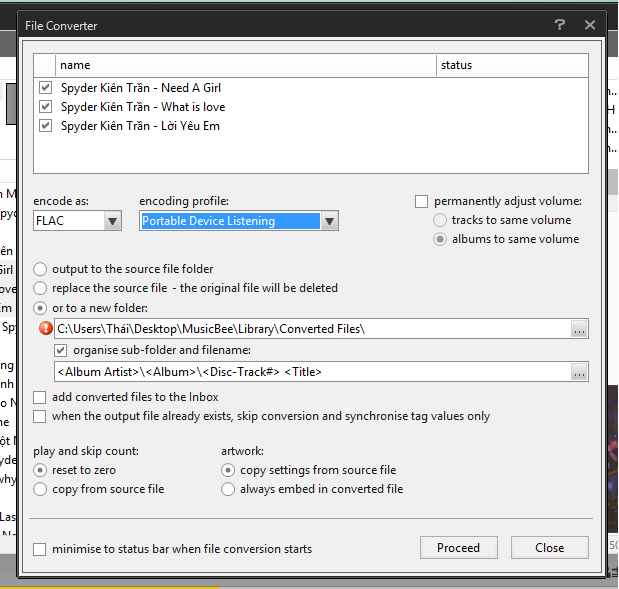 File Converter
name status
Spyder Kiên Trần - Need A Girl
Spyder Kiên Trần - What is love
Spyder Kiên Trần - Lời Yêu Em
encode as: encoding profile: permanently adjust volume:
FLAC Portable Device Listening tracks to same volume
albums to same volume
output to the source file folder
replace the source file - the original file will be deleted
or to a new folder:
C:\Users\Thái\Desktop\MusicBee\Library\Converted Files\ ...
organise sub-folder and filename:
<Album Artist>\<Album>\<Disc-Track#> <Title> ...
add converted files to the Inbox
when the output file already exists, skip conversion and synchronise tag values only
play and skip count: artwork:
reset to zero copy settings from source file
copy from source file always embed in converted file
minimise to status bar when file conversion starts Proceed Close